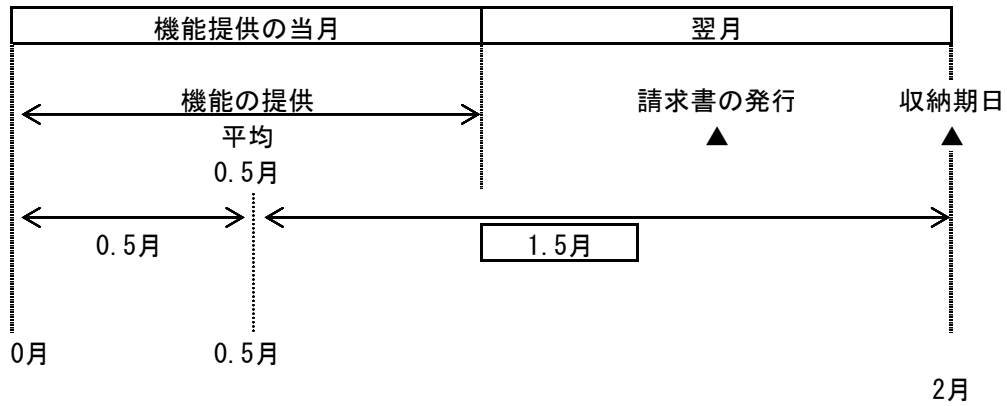 機能提供の当月 翌月
機能の提供 請求書の発行 収納期日
平均 ▲ ▲
0.5月
0.5月 1.5月
0月 0.5月
2月